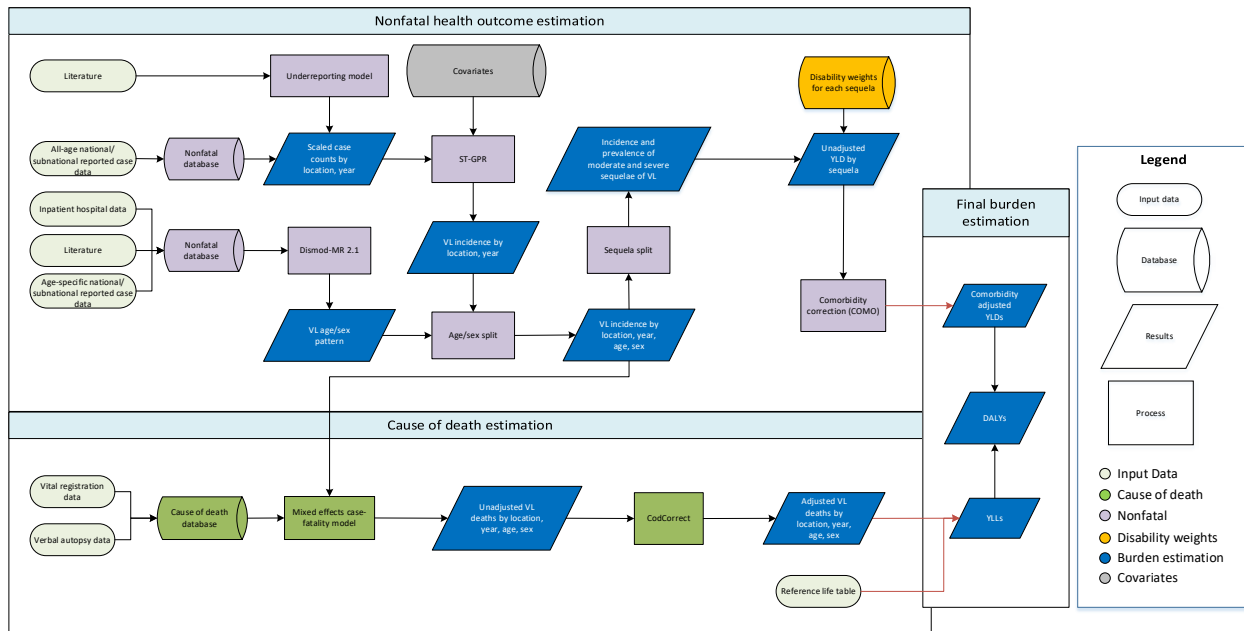 Nonfatal health outcome estimation
Literature
Underreporting model
Covariates
Disability weights
for each sequela
All-age national/
subnational reported case
data
Nonfatal
database
Scaled case
counts by
location, year
ST-GPR
Incidence and
prevalence of
moderate and severe
sequelae of VL
Unadjusted
YLD by
sequela
Inpatient hospital data
Literature
Age-specific national/
subnational reported case
data
Nonfatal
database
Dismod-MR 2.1
VL incidence by
location, year
Sequela split
Comorbidity
correction (COMO)
VL age/sex
pattern
Age/sex split
VL incidence by
location, year,
age, sex
Final burden
estimation
Comorbidity
adjusted
YLDs
DALYs
YLLs
Cause of death estimation
Vital registration
data
Verbal autopsy data
Cause of death
database
Mixed effects case-
fatality model
Unadjusted VL
deaths by location,
year, age, sex
CodCorrect
Adjusted VL
deaths by
location, year,
age, sex
Reference life table
Legend
Input data
Database
Results
Process
Input Data
Cause of death
Nonfatal
Disability weights
Burden estimation
Covariates